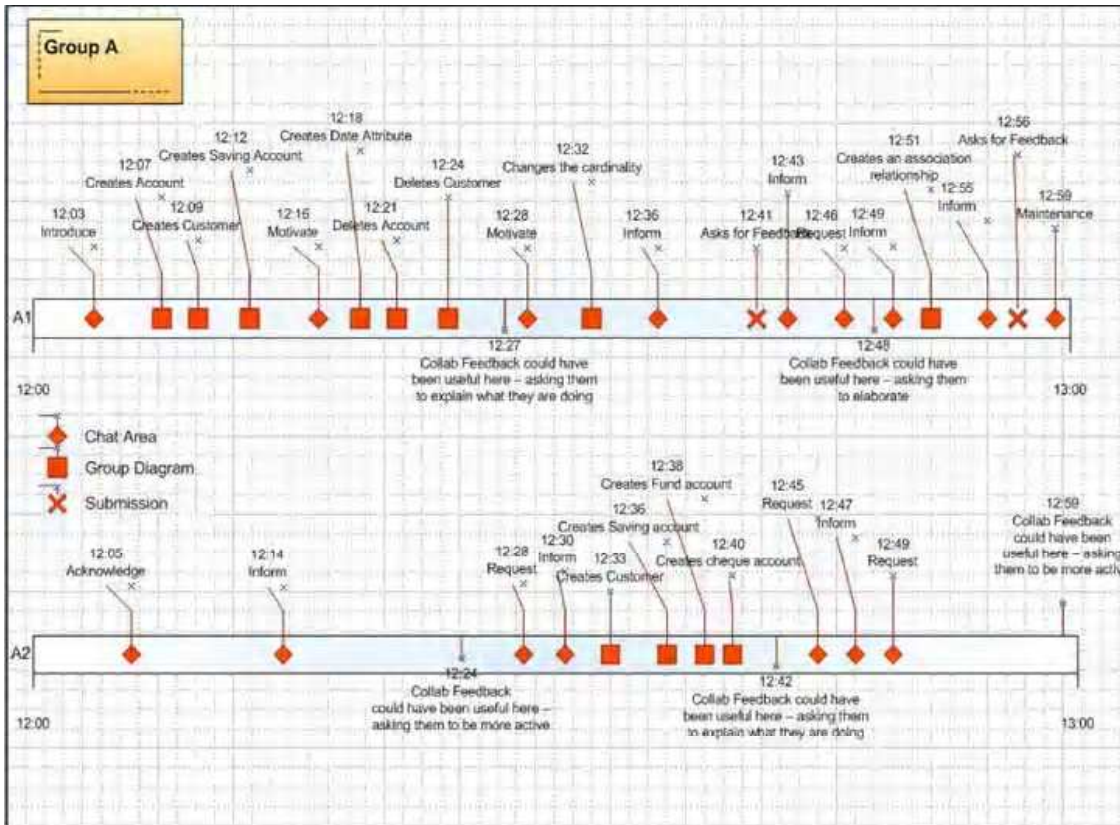 Group A
12:03
Introduce
12:07
Creates Account
12:09
Creates Customer
12:12
Creates Saving Account
12:16
Motivate
12:18
Creates Date Attribute
12:21
Deletes Account
12:24
Deletes Customer
12:28
Motivate
12:32
Changes the cardinality
12:36
Inform
12:41
Asks for Feedback
12:43
Inform
12:46
Request
12:49
Inform
12:51
Creates an association
relationship
12:55
Inform
12:56
Asks for Feedback
12:59
Maintenance
A1
12:27
Collab Feedback could have
been useful here – asking them
to explain what they are doing
12:48
Collab Feedback could have
been useful here – asking them
to elaborate
12:00
13:00
Chat Area
Group Diagram
Submission
12:05
Acknowledge
12:14
Inform
12:28
Request
12:30
Inform
12:33
Creates Customer
12:36
Creates Saving account
12:38
Creates Fund account
12:40
Creates cheque account
12:45
Request
12:47
Inform
12:49
Request
12:59
Collab Feedback
could have been
useful here – asking
them to be more activ
A2
12:24
Collab Feedback
could have been useful here –
asking them to be more active
12:42
Collab Feedback could have
been useful here – asking them
to explain what they are doing
12:00
13:00